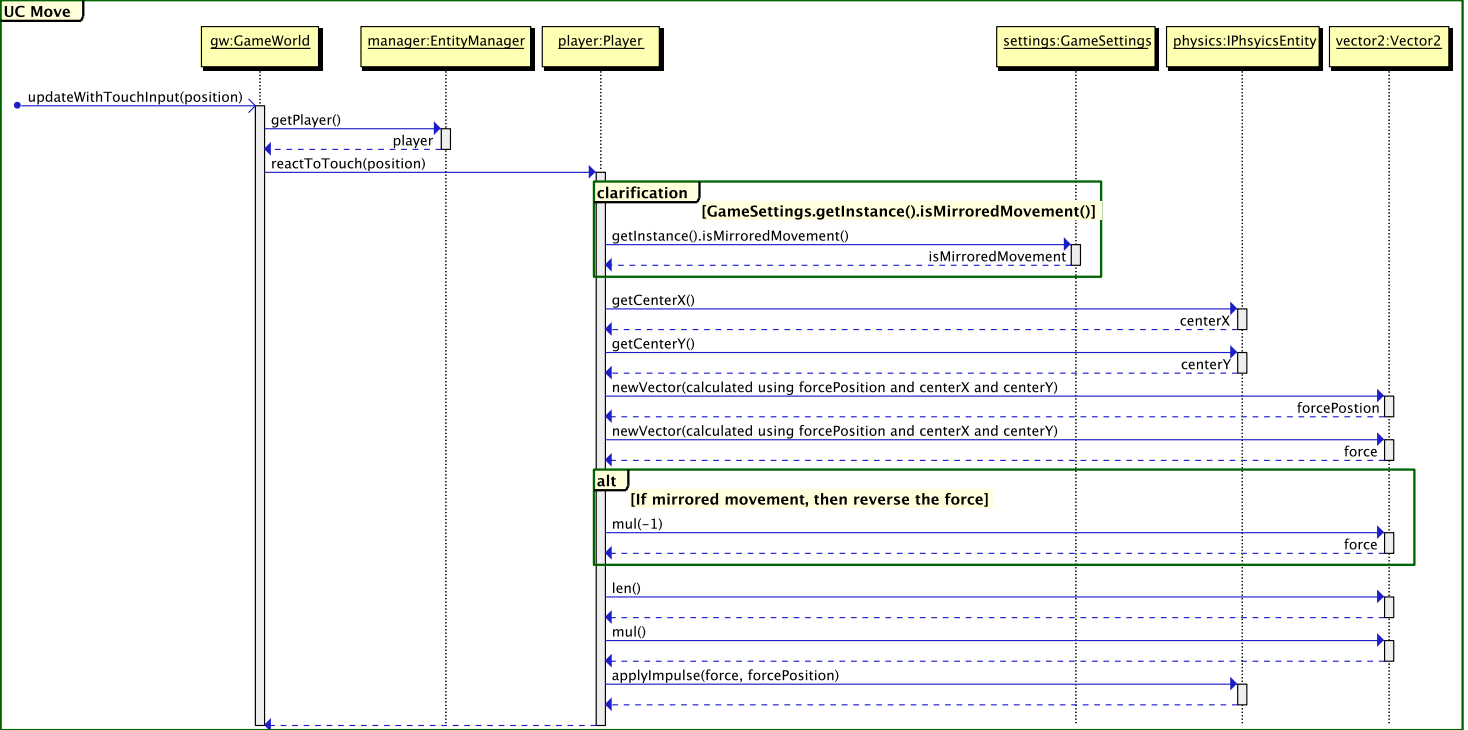 UC Move
gw:GameWorld
manager:EntityManager
player:Player
settings:GameSettings
physics:IPhsyicsEntity
vector2:Vector2
updateWithTouchInput(position)
getPlayer()
player
reactToTouch(position)
clarification
[GameSettings.getInstance().isMirroredMovement()]
getInstance().isMirroredMovement()
isMirroredMovement
getCenterX()
centerX
getCenterY()
centerY
newVector(calculated using forcePosition and centerX and centerY)
forcePostion
newVector(calculated using forcePosition and centerX and centerY)
force
alt
[If mirrored movement, then reverse the force]
mul(-1)
force
len()
mul()
applyImpulse(force, forcePosition)